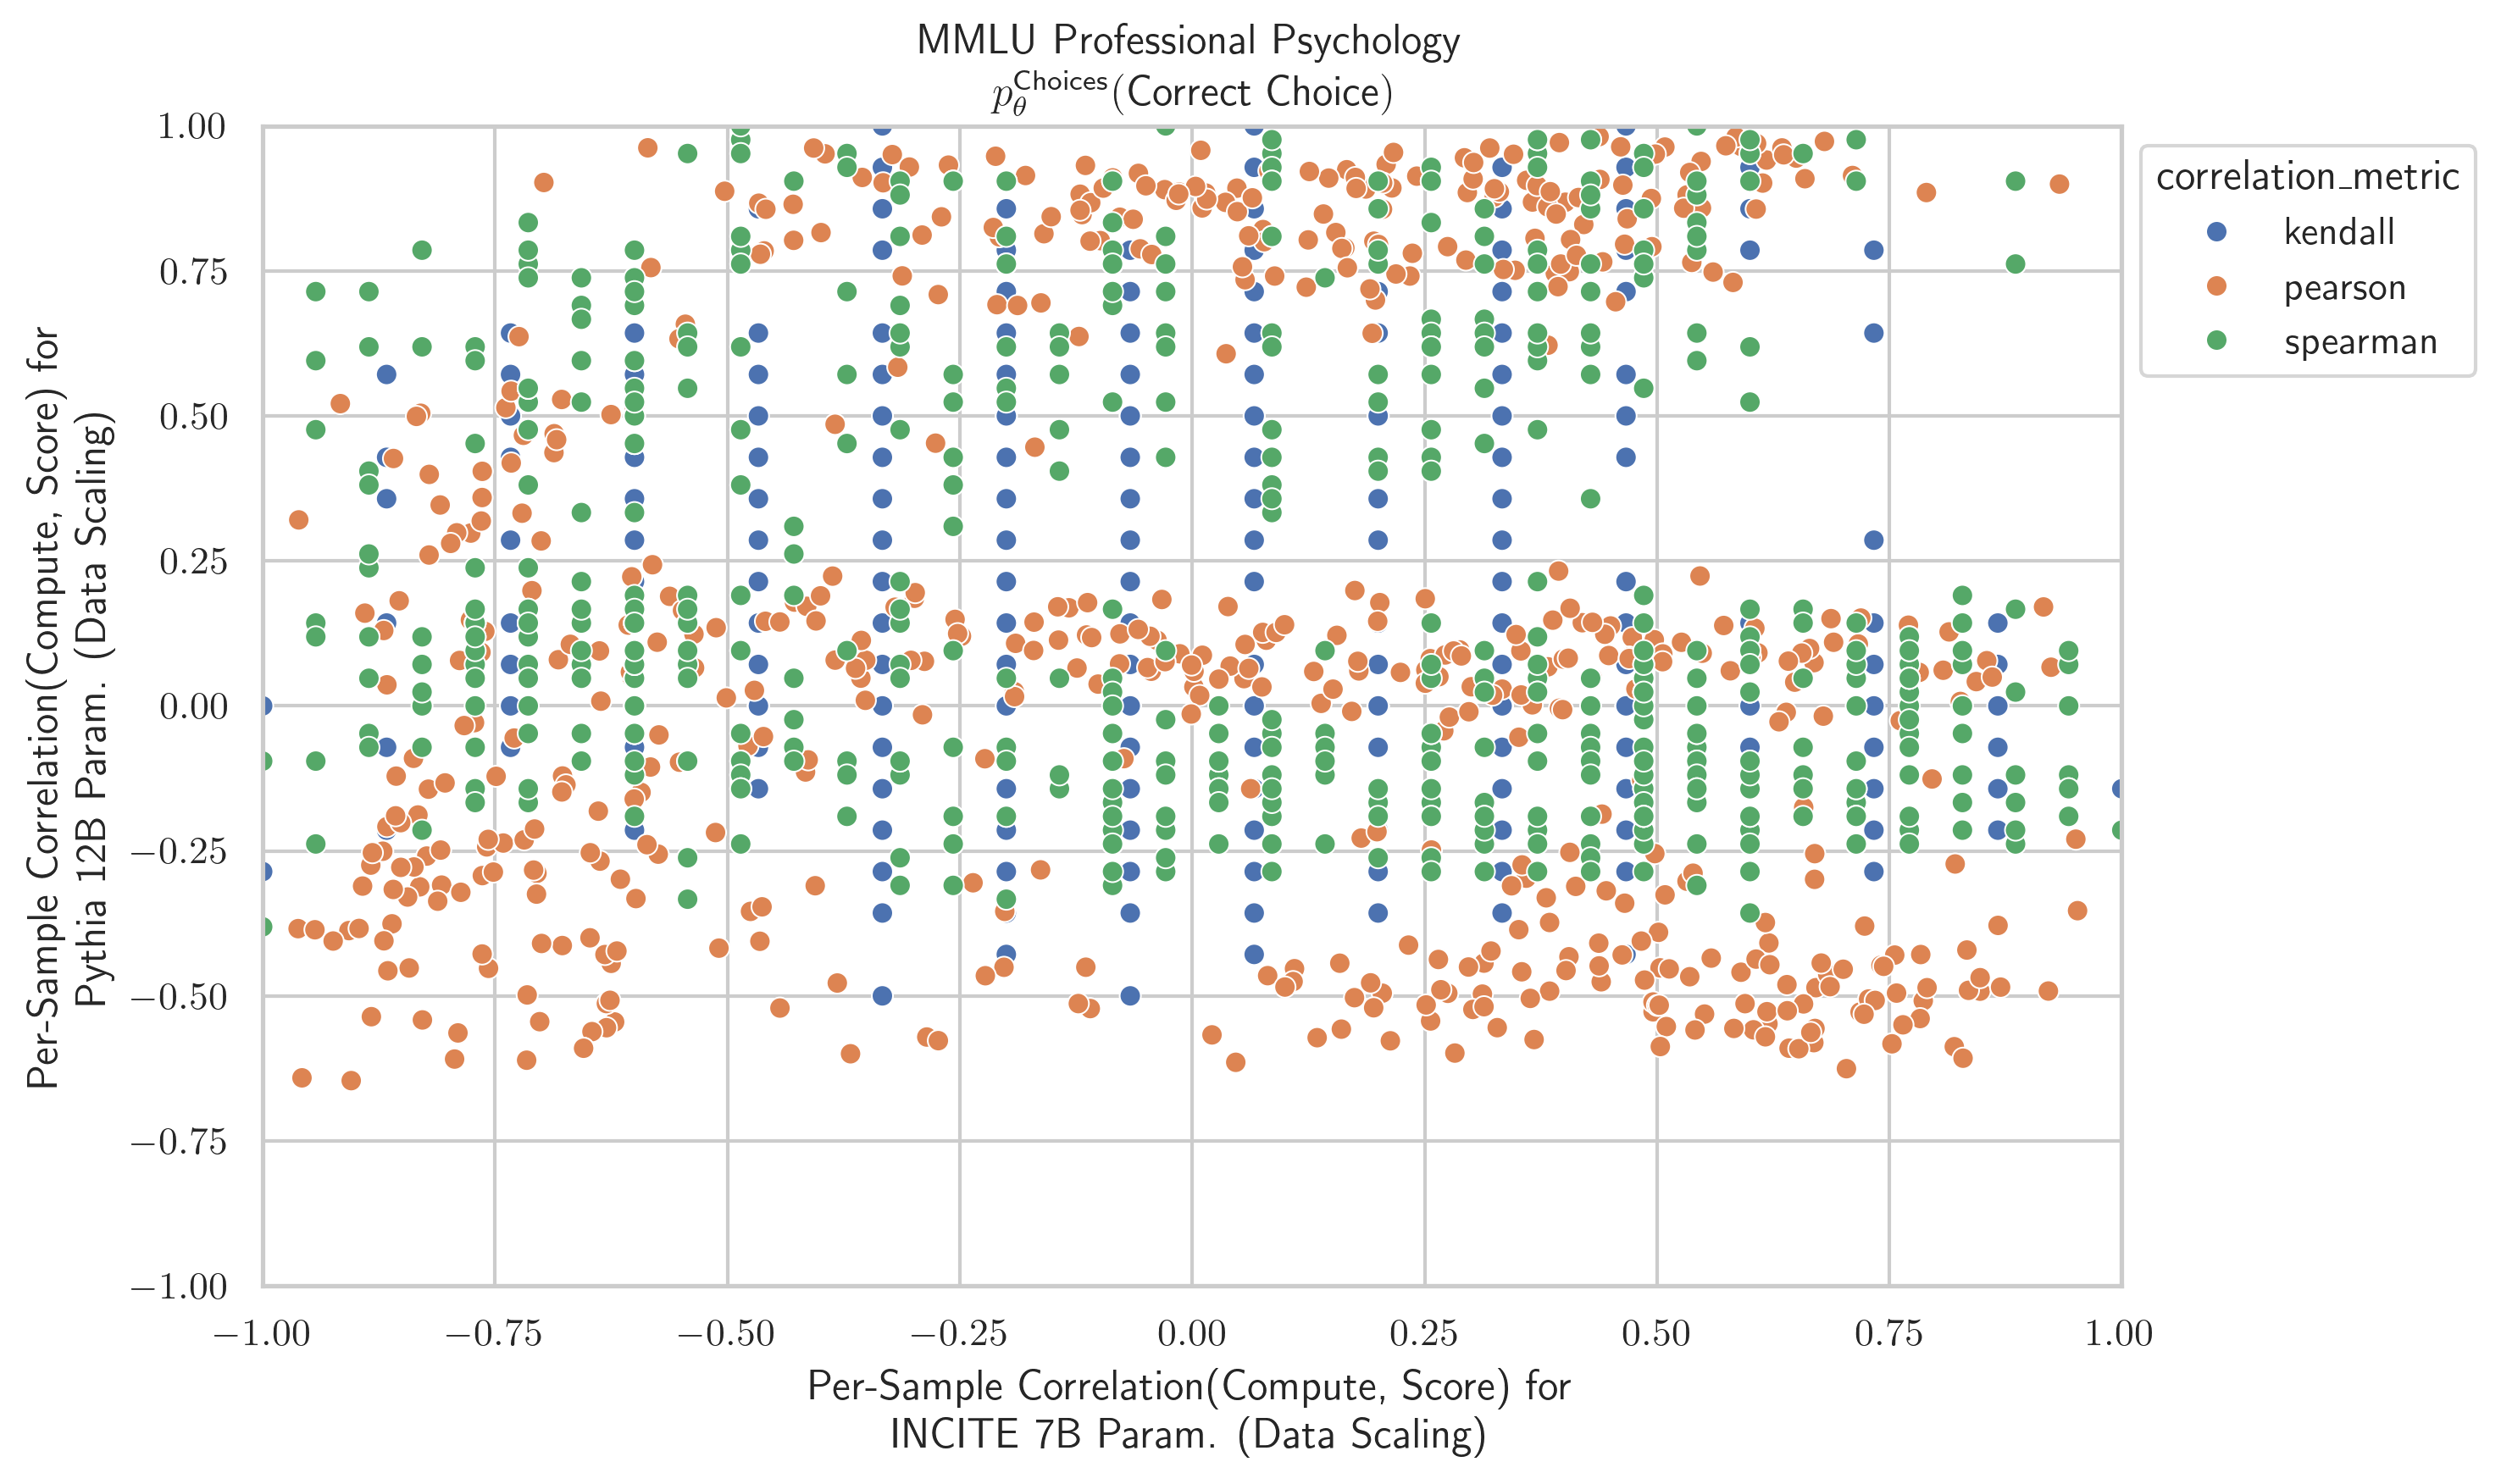 MMLU Professional Psychology
p_θ^Choices(Correct Choice)
1.00
0.75
0.50
0.25
0.00
−0.25
−0.50
−0.75
−1.00
Per-Sample Correlation(Compute, Score) for
Pythia 12B Param. (Data Scaling)
−1.00 −0.75 −0.50 −0.25 0.00 0.25 0.50 0.75 1.00
Per-Sample Correlation(Compute, Score) for
INCITE 7B Param. (Data Scaling)
correlation_metric
kendall
pearson
spearman